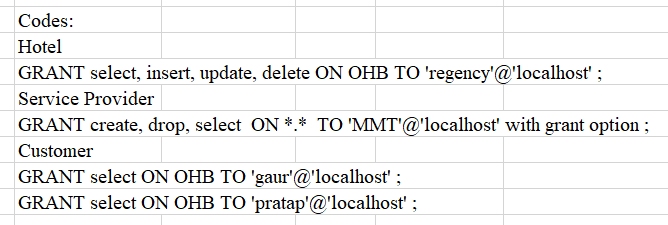 Codes:
Hotel
GRANT select, insert, update, delete ON OHB TO 'regency'@'localhost' ;
Service Provider
GRANT create, drop, select  ON *.*  TO 'MMT'@'localhost' with grant option ;
Customer
GRANT select ON OHB TO 'gaur'@'localhost' ;
GRANT select ON OHB TO 'pratap'@'localhost' ;